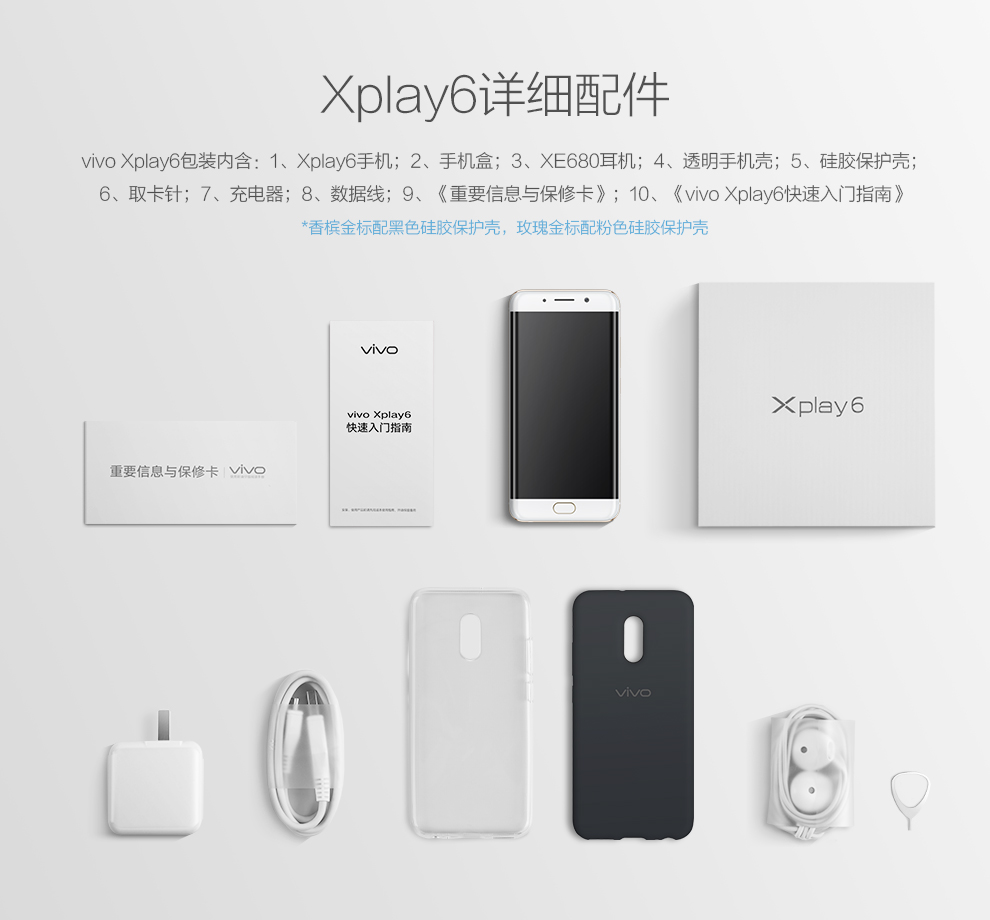 Xplay6详细配件
vivo Xplay6包装内含：1、Xplay6手机；2、手机盒；3、XE680耳机；4、透明手机壳；5、硅胶保护壳；
6、取卡针；7、充电器；8、数据线；9、《重要信息与保修卡》；10、《vivo Xplay6快速入门指南》
*香槟金标配黑色硅胶保护壳，玫瑰金标配粉色硅胶保护壳
vivo
vivo Xplay6
快速入门指南
Xplay6
重要信息与保修卡 | vivo
vivo